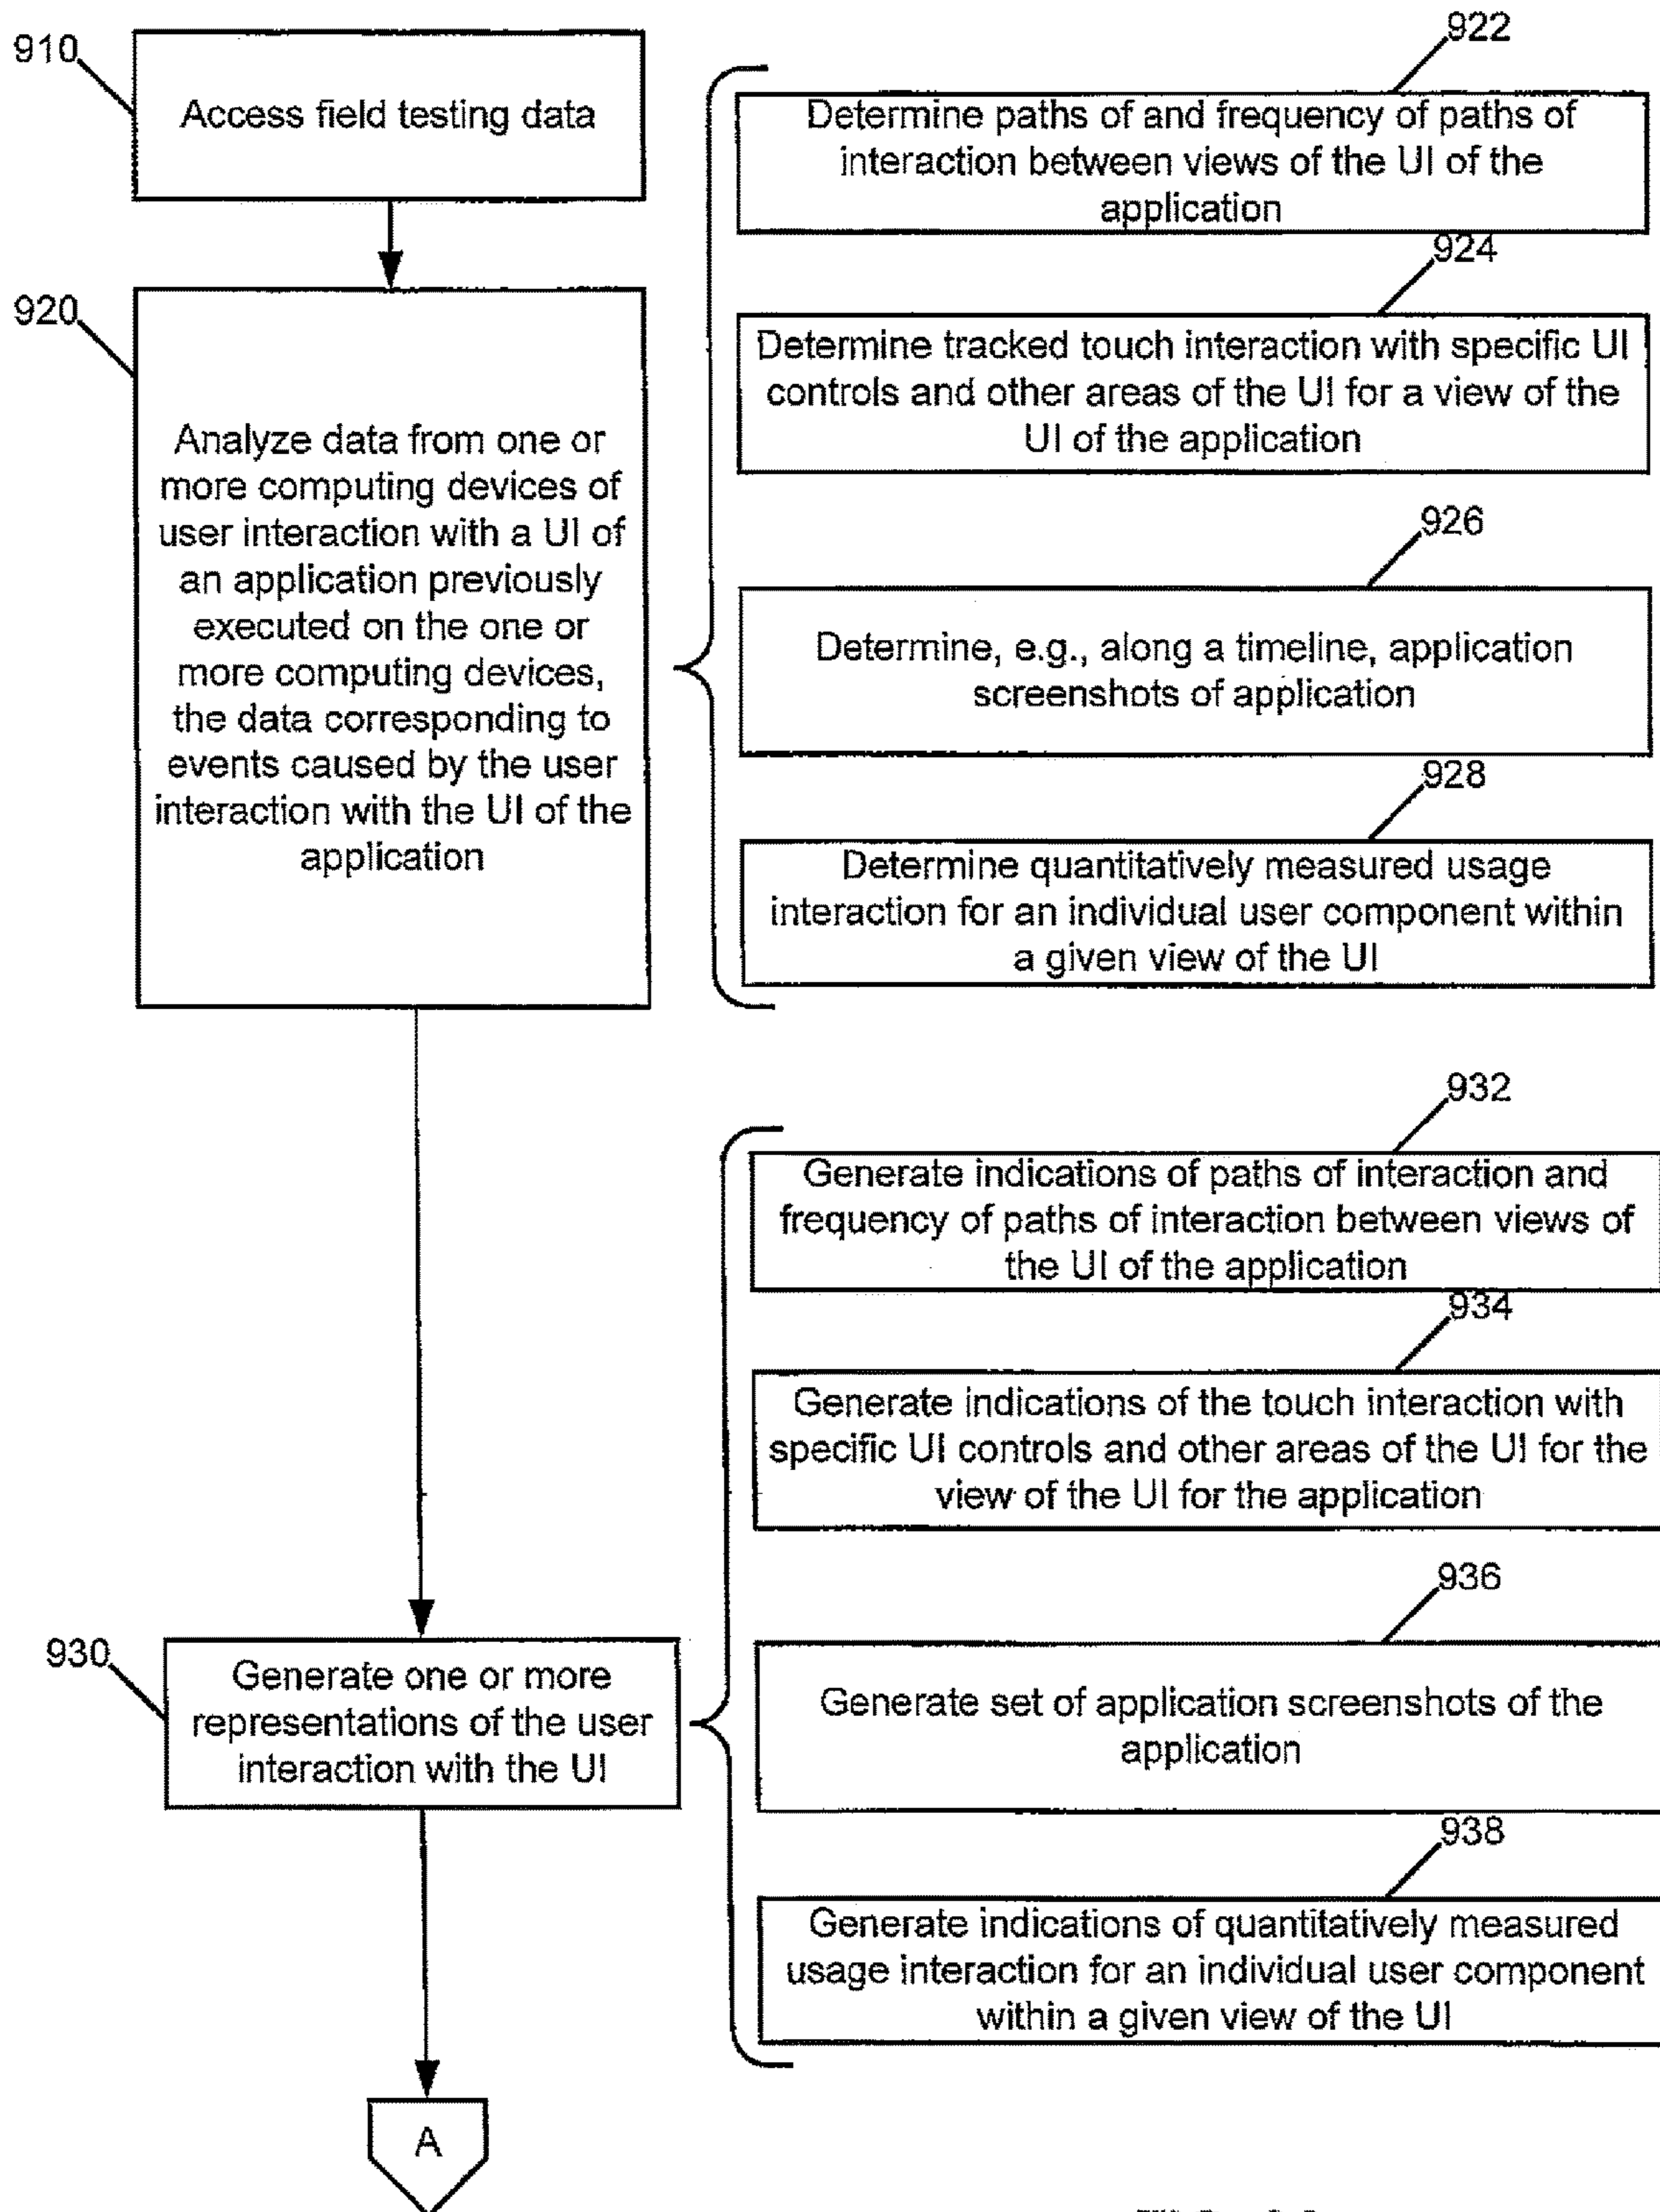 910
Access field testing data
920
Analyze data from one or
more computing devices of
user interaction with a UI of
an application previously
executed on the one or
more computing devices,
the data corresponding to
events caused by the user
interaction with the UI of the
application
922
Determine paths of and frequency of paths of
interaction between views of the UI of the
application
924
Determine tracked touch interaction with specific UI
controls and other areas of the UI for a view of the
UI of the application
926
Determine, e.g., along a timeline, application
screenshots of application
928
Determine quantitatively measured usage
interaction for an individual user component within
a given view of the UI
930
Generate one or more
representations of the user
interaction with the UI
932
Generate indications of paths of interaction and
frequency of paths of interaction between views of
the UI of the application
934
Generate indications of the touch interaction with
specific UI controls and other areas of the UI for the
view of the UI for the application
936
Generate set of application screenshots of the
application
938
Generate indications of quantitatively measured
usage interaction for an individual user component
within a given view of the UI
A